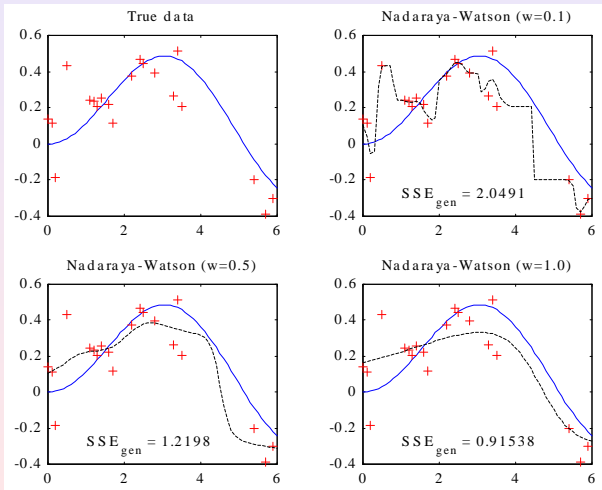 True data
0.6
0.4
0.2
0
-0.2
-0.4
0 2 4 6
Nadaraya-Watson (w=0.1)
0.6
0.4
0.2
0
-0.2
-0.4
SSE_gen = 2.0491
0 2 4 6
Nadaraya-Watson (w=0.5)
0.6
0.4
0.2
0
-0.2
-0.4
SSE_gen = 1.2198
0 2 4 6
Nadaraya-Watson (w=1.0)
0.6
0.4
0.2
0
-0.2
-0.4
SSE_gen = 0.91538
0 2 4 6